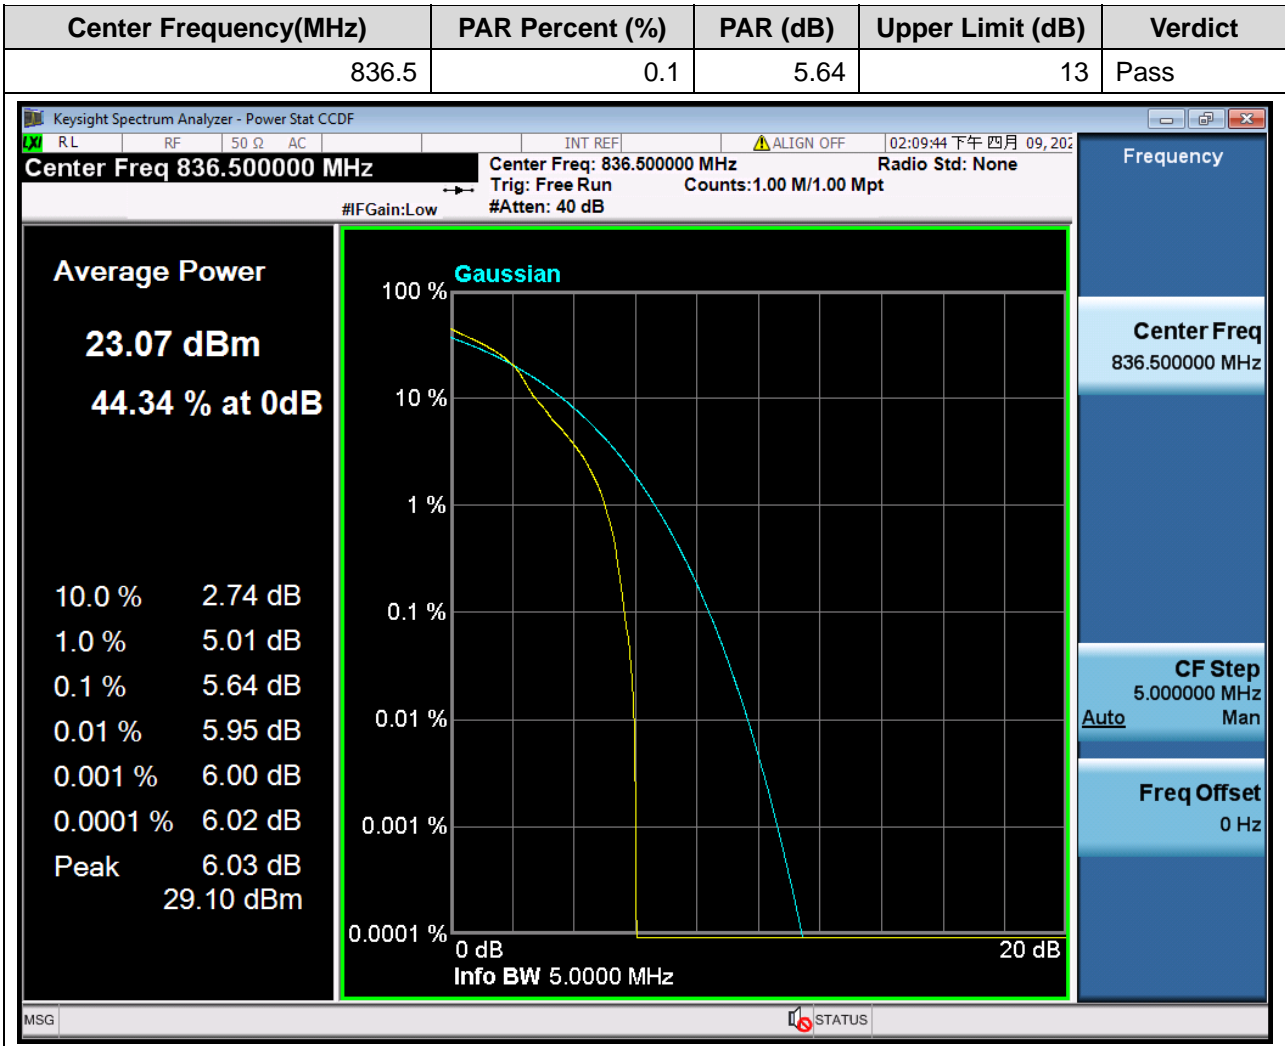 Center Frequency(MHz) PAR Percent (%) PAR (dB) Upper Limit (dB) Verdict
836.5 0.1 5.64 13 Pass
Keysight Spectrum Analyzer - Power Stat CCDF
LXI RL RF 50 Ω AC INT REF ALIGN OFF 02:09:44 下午 四月 09, 202
Center Freq 836.500000 MHz
Center Freq: 836.500000 MHz Radio Std: None
Trig: Free Run Counts:1.00 M/1.00 Mpt
#IFGain:Low #Atten: 40 dB
Average Power
23.07 dBm
44.34 % at 0dB
10.0 % 2.74 dB
1.0 % 5.01 dB
0.1 % 5.64 dB
0.01 % 5.95 dB
0.001 % 6.00 dB
0.0001 % 6.02 dB
Peak 6.03 dB
29.10 dBm
Gaussian
100 %
10 %
1 %
0.1 %
0.01 %
0.001 %
0.0001 %
0 dB 20 dB
Info BW 5.0000 MHz
Frequency
Center Freq
836.500000 MHz
CF Step
5.000000 MHz
Auto Man
Freq Offset
0 Hz
MSG STATUS